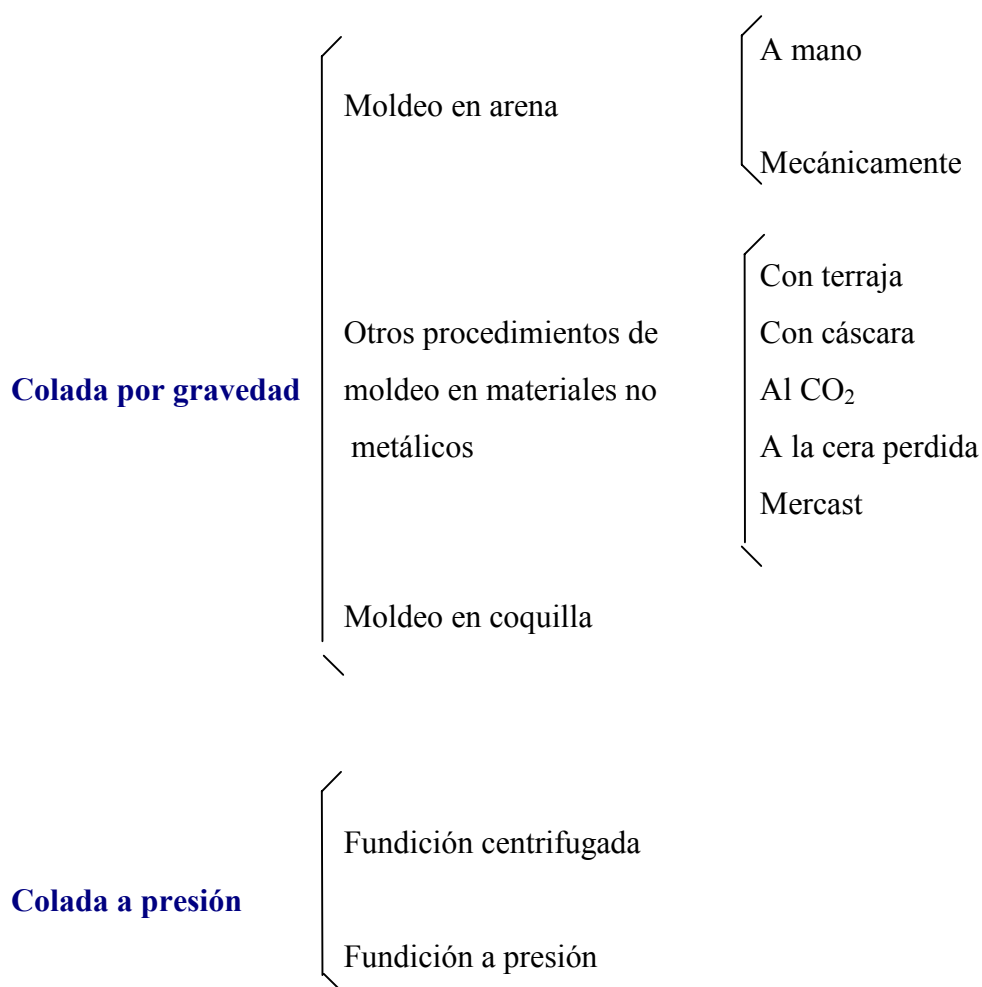 A mano
Moldeo en arena
Mecánicamente
Con terraja
Otros procedimientos de
Con cáscara
Colada por gravedad
moldeo en materiales no
Al CO₂
metálicos
A la cera perdida
Mercast
Moldeo en coquilla
Fundición centrifugada
Colada a presión
Fundición a presión